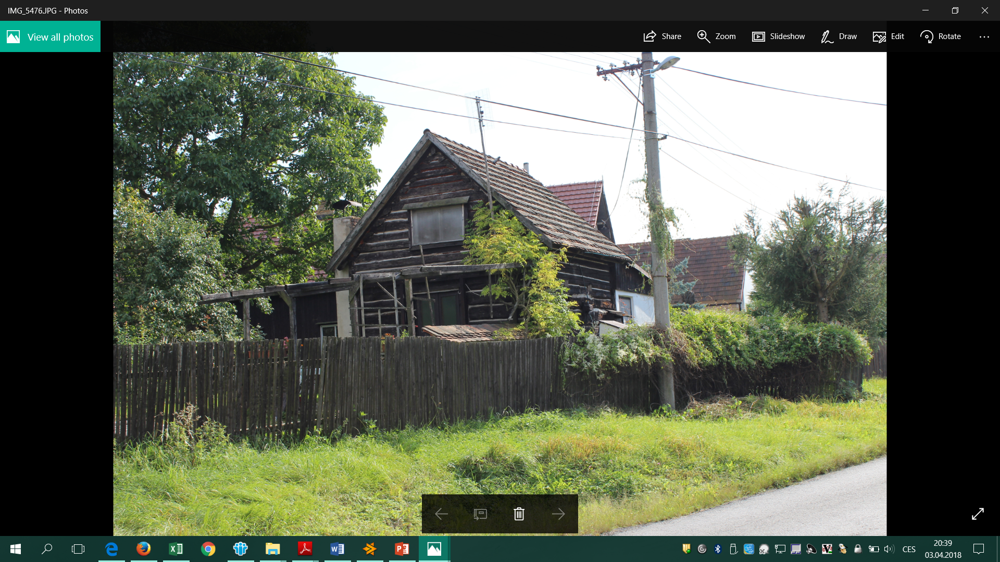 IMG_5476.JPG - Photos
View all photos
Share
Zoom
Slideshow
Draw
Edit
Rotate
CES
20:39
03.04.2018